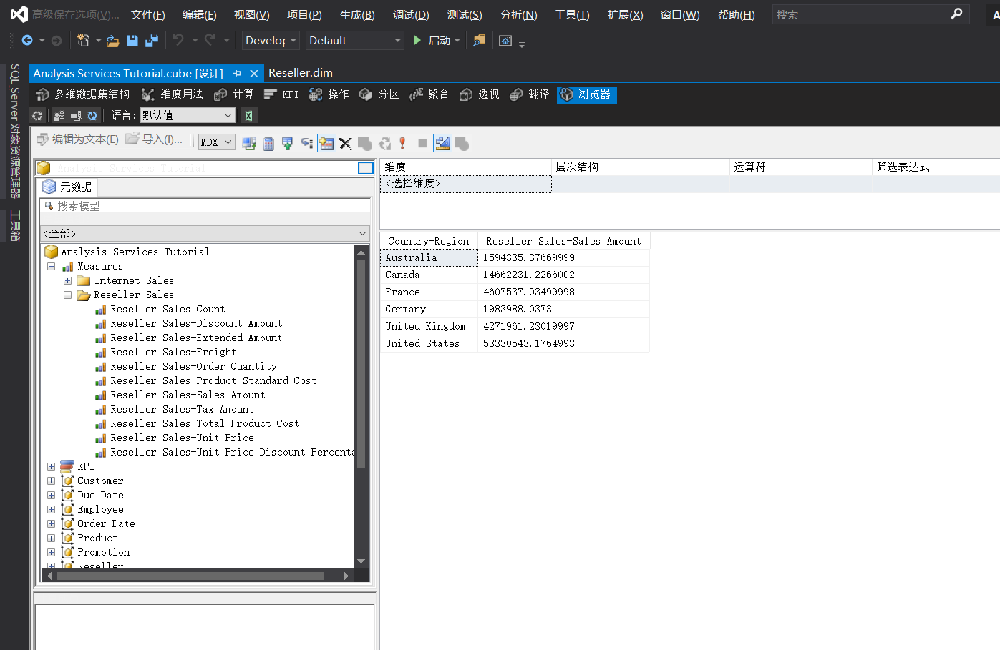 高级保存选项(V)... 文件(F) 编辑(E) 视图(V) 项目(P) 生成(B) 调试(D) 测试(S) 分析(N) 工具(T) 扩展(X) 窗口(W) 帮助(H) 搜索 A
Develop Default 启动
SQL Server 对象资源管理器
工具箱
Analysis Services Tutorial.cube [设计] Reseller.dim
多维数据集结构 维度用法 计算 KPI 操作 分区 聚合 透视 翻译 浏览器
语言: 默认值
编辑为文本(E) 导入(I)... MDX
Analysis Services Tutorial
元数据
搜索模型
<全部>
Analysis Services Tutorial
Measures
Internet Sales
Reseller Sales
Reseller Sales Count
Reseller Sales-Discount Amount
Reseller Sales-Extended Amount
Reseller Sales-Freight
Reseller Sales-Order Quantity
Reseller Sales-Product Standard Cost
Reseller Sales-Sales Amount
Reseller Sales-Tax Amount
Reseller Sales-Total Product Cost
Reseller Sales-Unit Price
Reseller Sales-Unit Price Discount Percenta
KPI
Customer
Due Date
Employee
Order Date
Product
Promotion
Reseller
维度 层次结构 运算符 筛选表达式
<选择维度>
Country-Region Reseller Sales-Sales Amount
Australia 1594335.37669999
Canada 14662231.2266002
France 4607537.93499998
Germany 1983988.0373
United Kingdom 4271961.23019997
United States 53330543.1764993